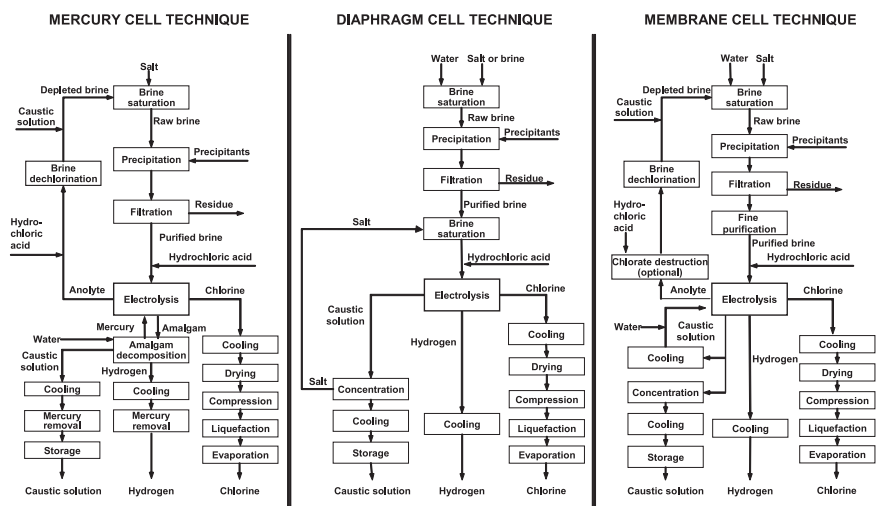 MERCURY CELL TECHNIQUE
Salt
Depleted brine
Caustic
solution
Brine
saturation
Raw brine
Precipitation
Precipitants
Brine
dechlorination
Filtration
Residue
Hydro-
chloric
acid
Purified brine
Hydrochloric acid
Anolyte
Electrolysis
Chlorine
Mercury
Amalgam
Water
Amalgam
decomposition
Caustic
solution
Hydrogen
Cooling
Mercury
removal
Storage
Cooling
Mercury
removal
Cooling
Drying
Compression
Liquefaction
Evaporation
Caustic solution
Hydrogen
Chlorine
DIAPHRAGM CELL TECHNIQUE
Water
Salt or brine
Brine
saturation
Raw brine
Precipitation
Precipitants
Filtration
Residue
Purified brine
Salt
Brine
saturation
Hydrochloric acid
Electrolysis
Caustic
solution
Chlorine
Hydrogen
Salt
Concentration
Cooling
Storage
Cooling
Cooling
Drying
Compression
Liquefaction
Evaporation
Caustic solution
Hydrogen
Chlorine
MEMBRANE CELL TECHNIQUE
Water
Salt
Depleted brine
Caustic
solution
Brine
saturation
Raw brine
Precipitation
Precipitants
Brine
dechlorination
Filtration
Residue
Hydro-
chloric
acid
Fine
purification
Purified brine
Hydrochloric acid
Chlorate destruction
(optional)
Anolyte
Electrolysis
Chlorine
Water
Caustic
solution
Hydrogen
Cooling
Concentration
Cooling
Storage
Cooling
Cooling
Drying
Compression
Liquefaction
Evaporation
Caustic solution
Hydrogen
Chlorine